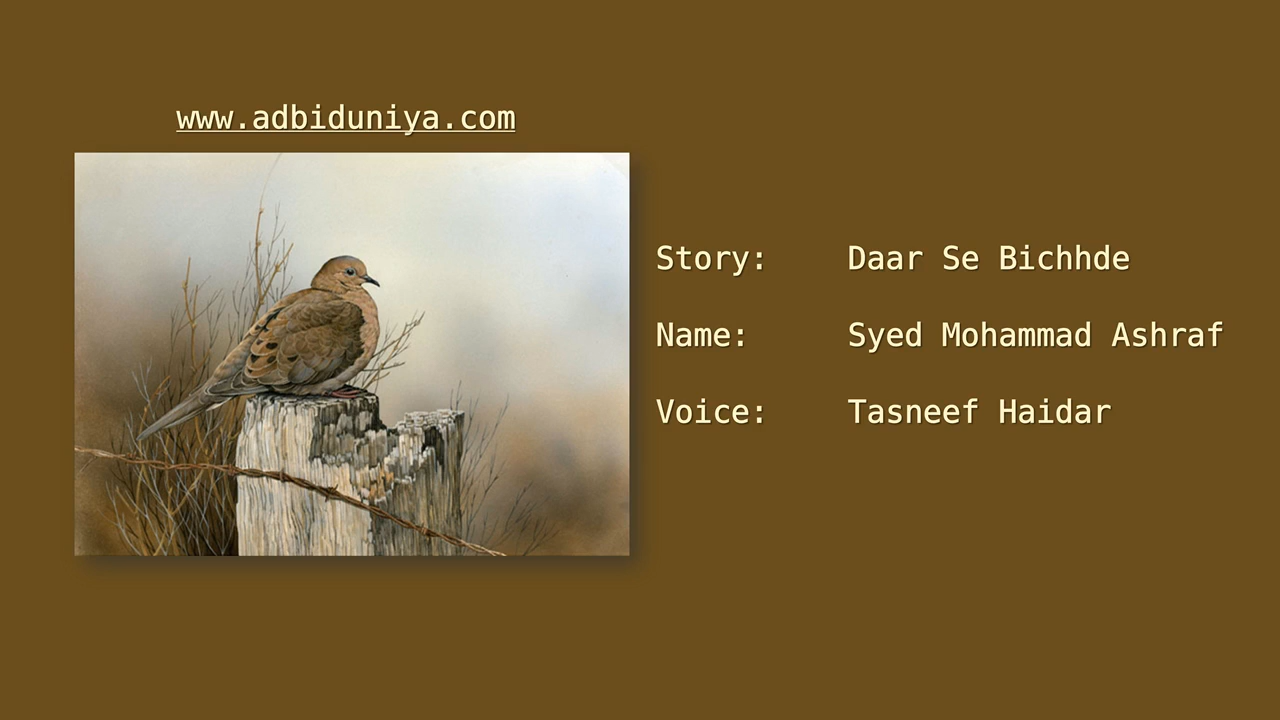 www.adbiduniya.com
Story: Daar Se Bichhde
Name: Syed Mohammad Ashraf
Voice: Tasneef Haidar